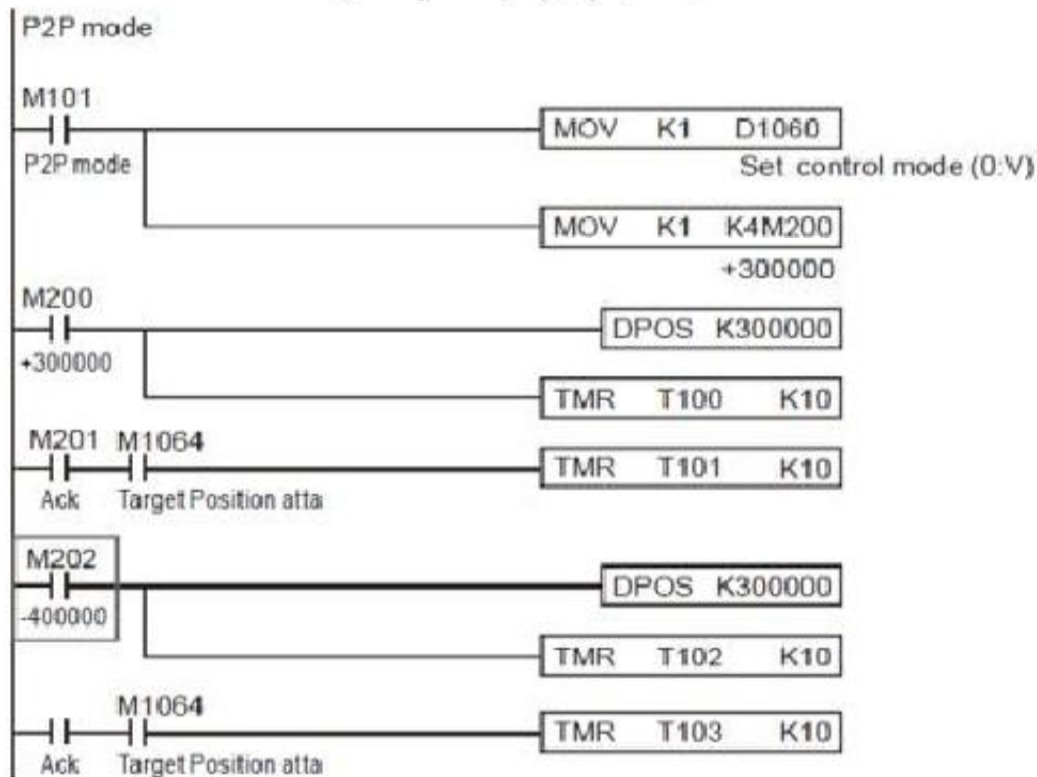 P2P mode
M101
MOV K1 D1060
P2P mode
Set control mode (0:V)
MOV K1 K4M200
+300000
M200
DPOS K300000
+300000
TMR T100 K10
M201 M1064
TMR T101 K10
Ack Target Position atta
M202
DPOS K300000
-400000
TMR T102 K10
M1064
TMR T103 K10
Ack Target Position atta